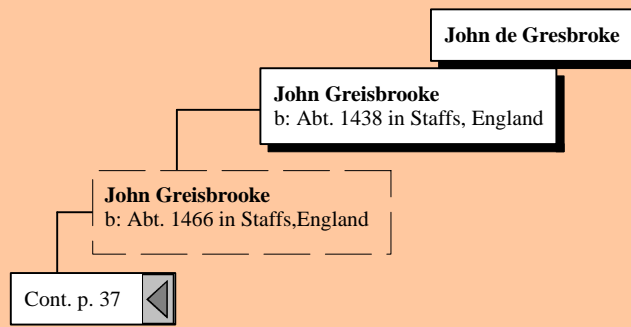 John de Gresbroke
John Greisbrooke
b: Abt. 1438 in Staffs, England
John Greisbrooke
b: Abt. 1466 in Staffs,England
Cont. p. 37